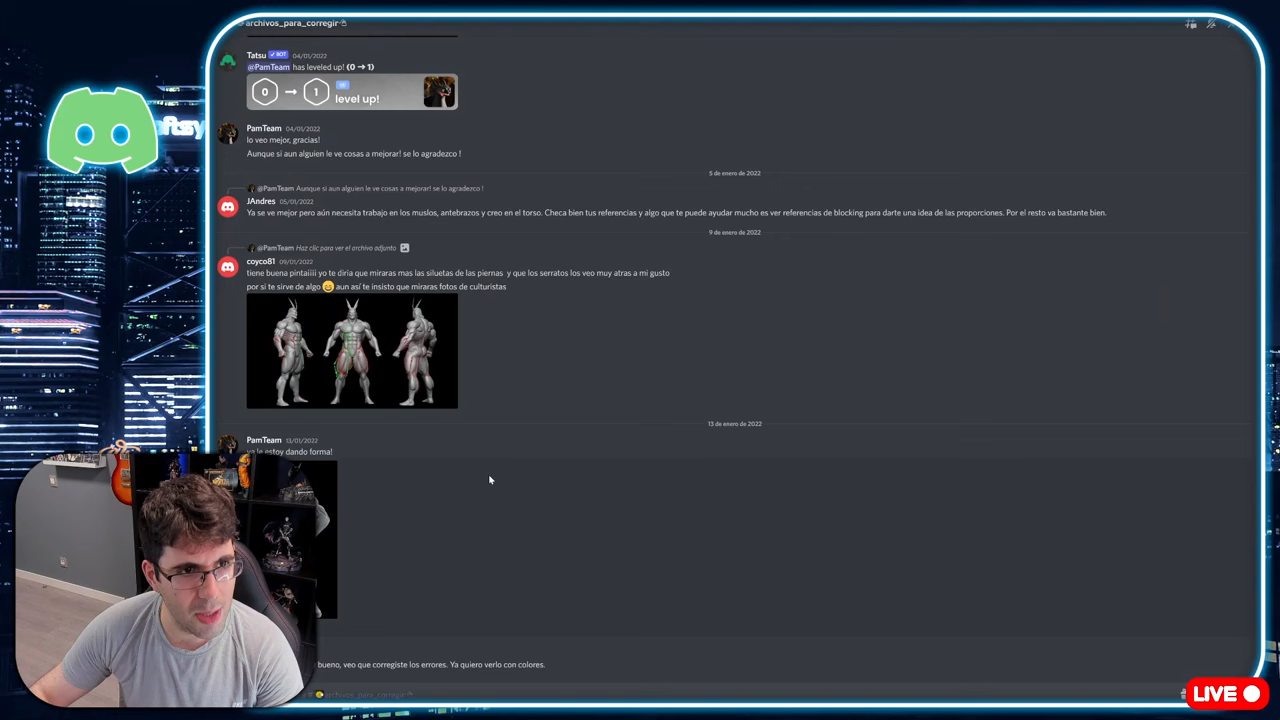 archivos_para_corregir
Tatsu BOT 04/01/2022
@PamTeam has leveled up! (0 → 1)
0 → 1 level up!
PamTeam 04/01/2022
lo veo mejor, gracias!
Aunque si aun alguien le ve cosas a mejorar! se lo agradezco !
5 de enero de 2022
@PamTeam Aunque si aun alguien le ve cosas a mejorar! se lo agradezco !
JAndres 05/01/2022
Ya se ve mejor pero aún necesita trabajo en los muslos, antebrazos y creo en el torso. Checa bien tus referencias y algo que te puede ayudar mucho es ver referencias de blocking para darte una idea de las proporciones. Por el resto va bastante bien.
9 de enero de 2022
@PamTeam Haz clic para ver el archivo adjunto
coyco81 09/01/2022
tiene buena pintaiiiii yo te diria que miraras mas las siluetas de las piernas y que los serratos los veo muy atras a mi gusto
por si te sirve de algo 😄 aun así te insisto que miraras fotos de culturistas
13 de enero de 2022
PamTeam 13/01/2022
ya le estoy dando forma!
bueno, veo que corregiste los errores. Ya quiero verlo con colores.
archivos_para_corregir
LIVE